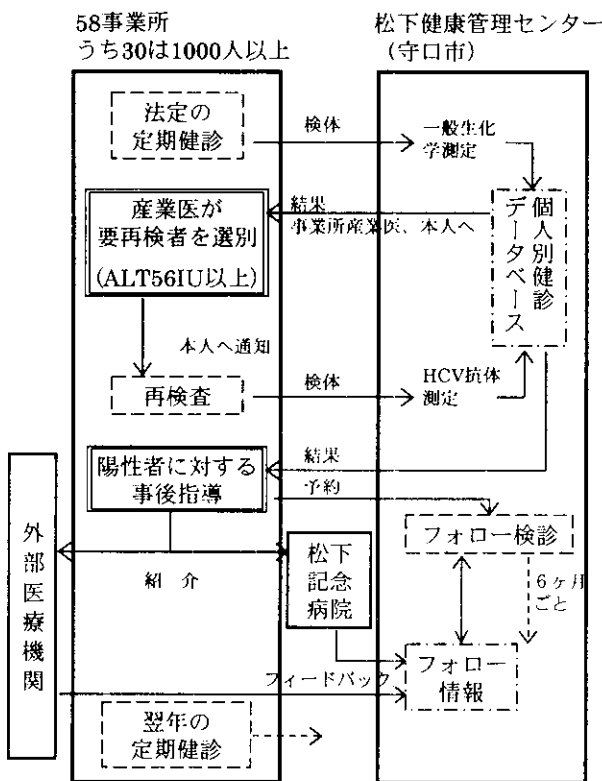 58事業所
うち30は1000人以上
松下健康管理センター
（守口市）
法定の
定期健診
検体
一般生化
学測定
産業医が
要再検者を選別
(ALT56IU以上)
結果
事業所産業医、本人へ
個人別健診
データベース
本人へ通知
再検査
検体
HCV抗体
測定
陽性者に対する
事後指導
結果
予約
フォロー検診
外部医療機関
紹 介
松下
記念
病院
6ヶ月
ごと
フォロー
情報
フィードバック
翌年の
定期健診